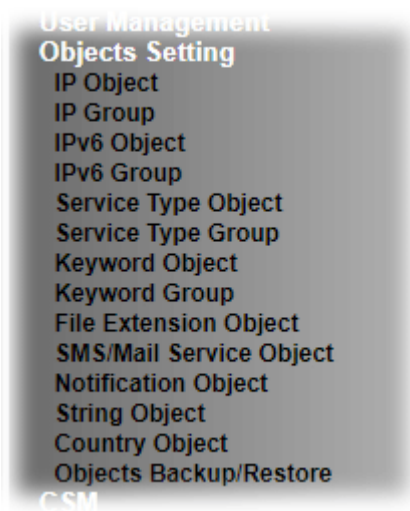 User Management
Objects Setting
IP Object
IP Group
IPv6 Object
IPv6 Group
Service Type Object
Service Type Group
Keyword Object
Keyword Group
File Extension Object
SMS/Mail Service Object
Notification Object
String Object
Country Object
Objects Backup/Restore
CSM